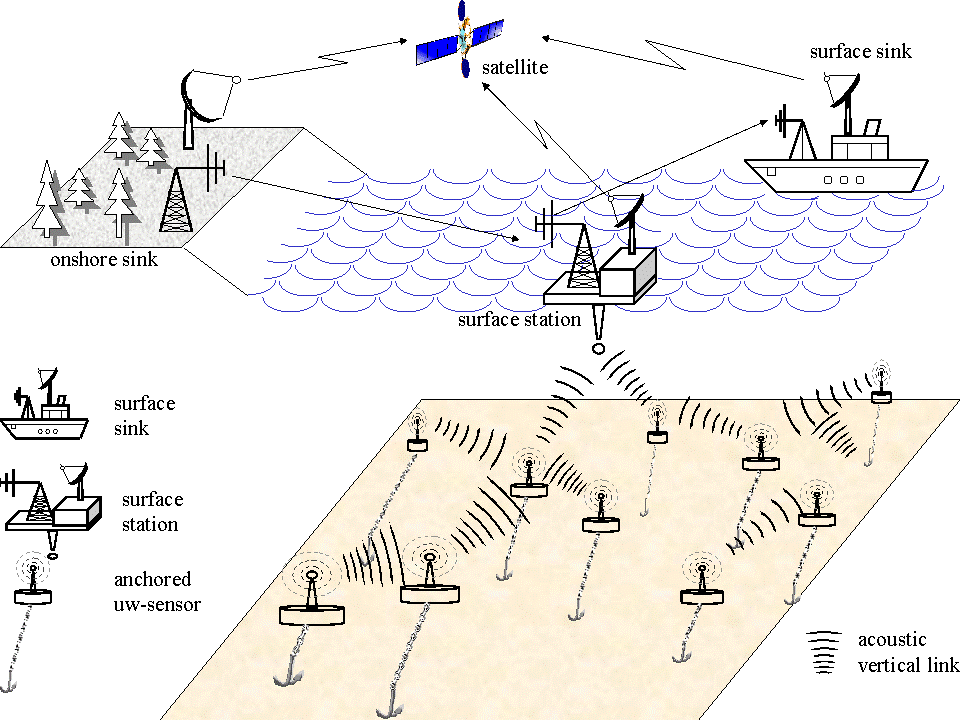 surface sink
satellite
onshore sink
surface station
surface
sink
surface
station
anchored
uw-sensor
acoustic
vertical link